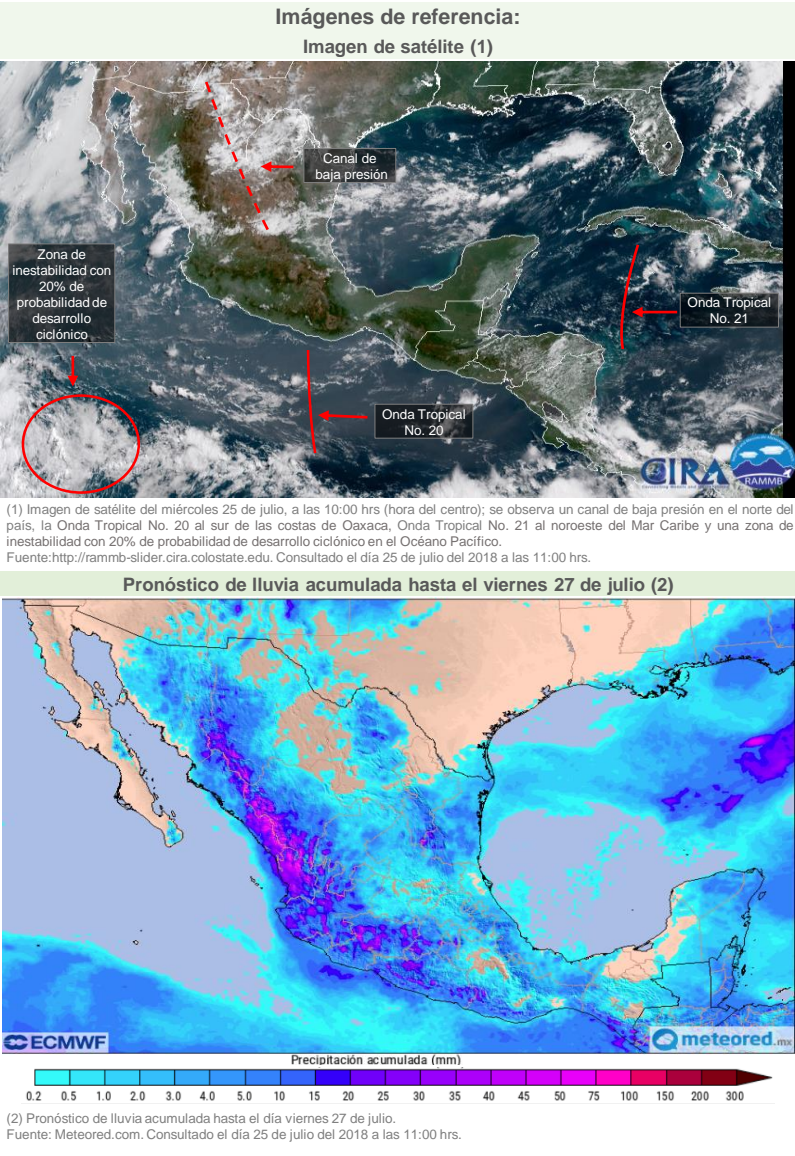 Imágenes de referencia:
Imagen de satélite (1)
Canal de
baja presión
Zona de
inestabilidad con
20% de
probabilidad de
desarrollo
ciclónico
Onda Tropical
No. 21
Onda Tropical
No. 20
CIRA
RAMMB
(1) Imagen de satélite del miércoles 25 de julio, a las 10:00 hrs (hora del centro); se observa un canal de baja presión en el norte del
país, la Onda Tropical No. 20 al sur de las costas de Oaxaca, Onda Tropical No. 21 al noroeste del Mar Caribe y una zona de
inestabilidad con 20% de probabilidad de desarrollo ciclónico en el Océano Pacífico.
Fuente:http://rammb-slider.cira.colostate.edu. Consultado el día 25 de julio del 2018 a las 11:00 hrs.
Pronóstico de lluvia acumulada hasta el viernes 27 de julio (2)
ECMWF
meteored.mx
Precipitación acumulada (mm)
0.2 0.5 1.0 2.0 3.0 4.0 5.0 10 15 20 25 30 35 40 45 50 75 100 150 200 300
(2) Pronóstico de lluvia acumulada hasta el día viernes 27 de julio.
Fuente: Meteored.com. Consultado el día 25 de julio del 2018 a las 11:00 hrs.